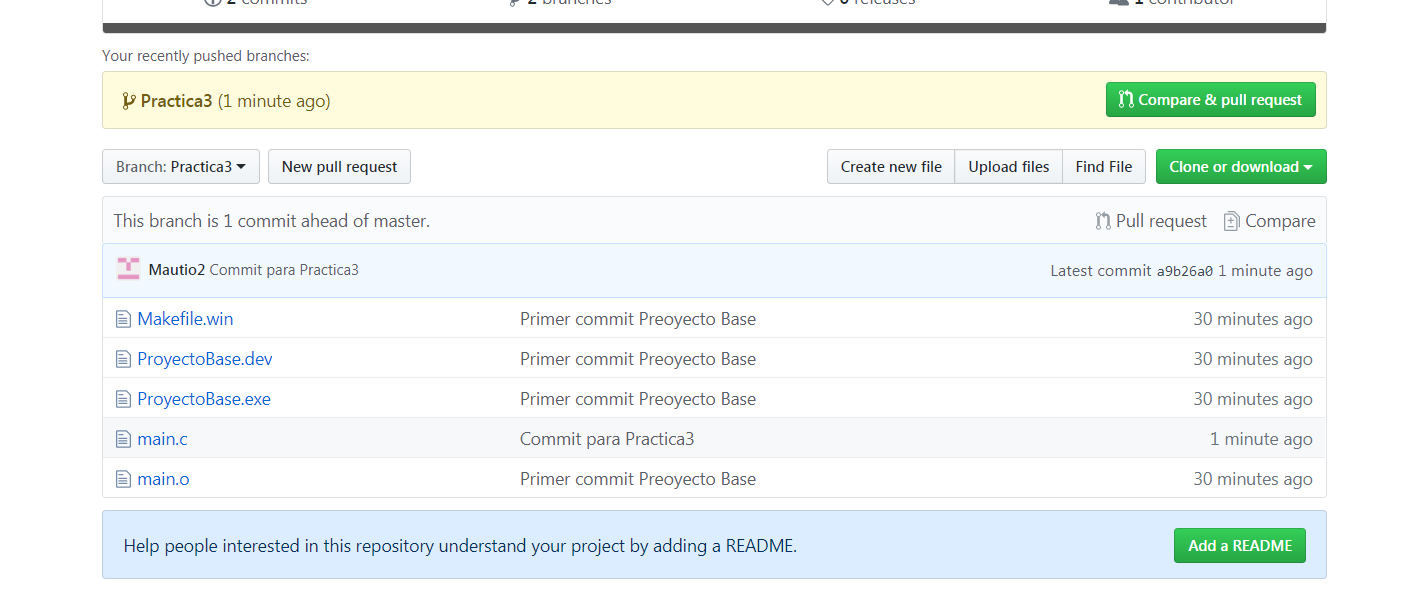 2 commits 2 branches 0 releases 1 contributor
Your recently pushed branches:
Practica3 (1 minute ago) Compare & pull request
Branch: Practica3 New pull request Create new file Upload files Find File Clone or download
This branch is 1 commit ahead of master. Pull request Compare
Mautio2 Commit para Practica3 Latest commit a9b26a0 1 minute ago
Makefile.win Primer commit Preoyecto Base 30 minutes ago
ProyectoBase.dev Primer commit Preoyecto Base 30 minutes ago
ProyectoBase.exe Primer commit Preoyecto Base 30 minutes ago
main.c Commit para Practica3 1 minute ago
main.o Primer commit Preoyecto Base 30 minutes ago
Help people interested in this repository understand your project by adding a README. Add a README